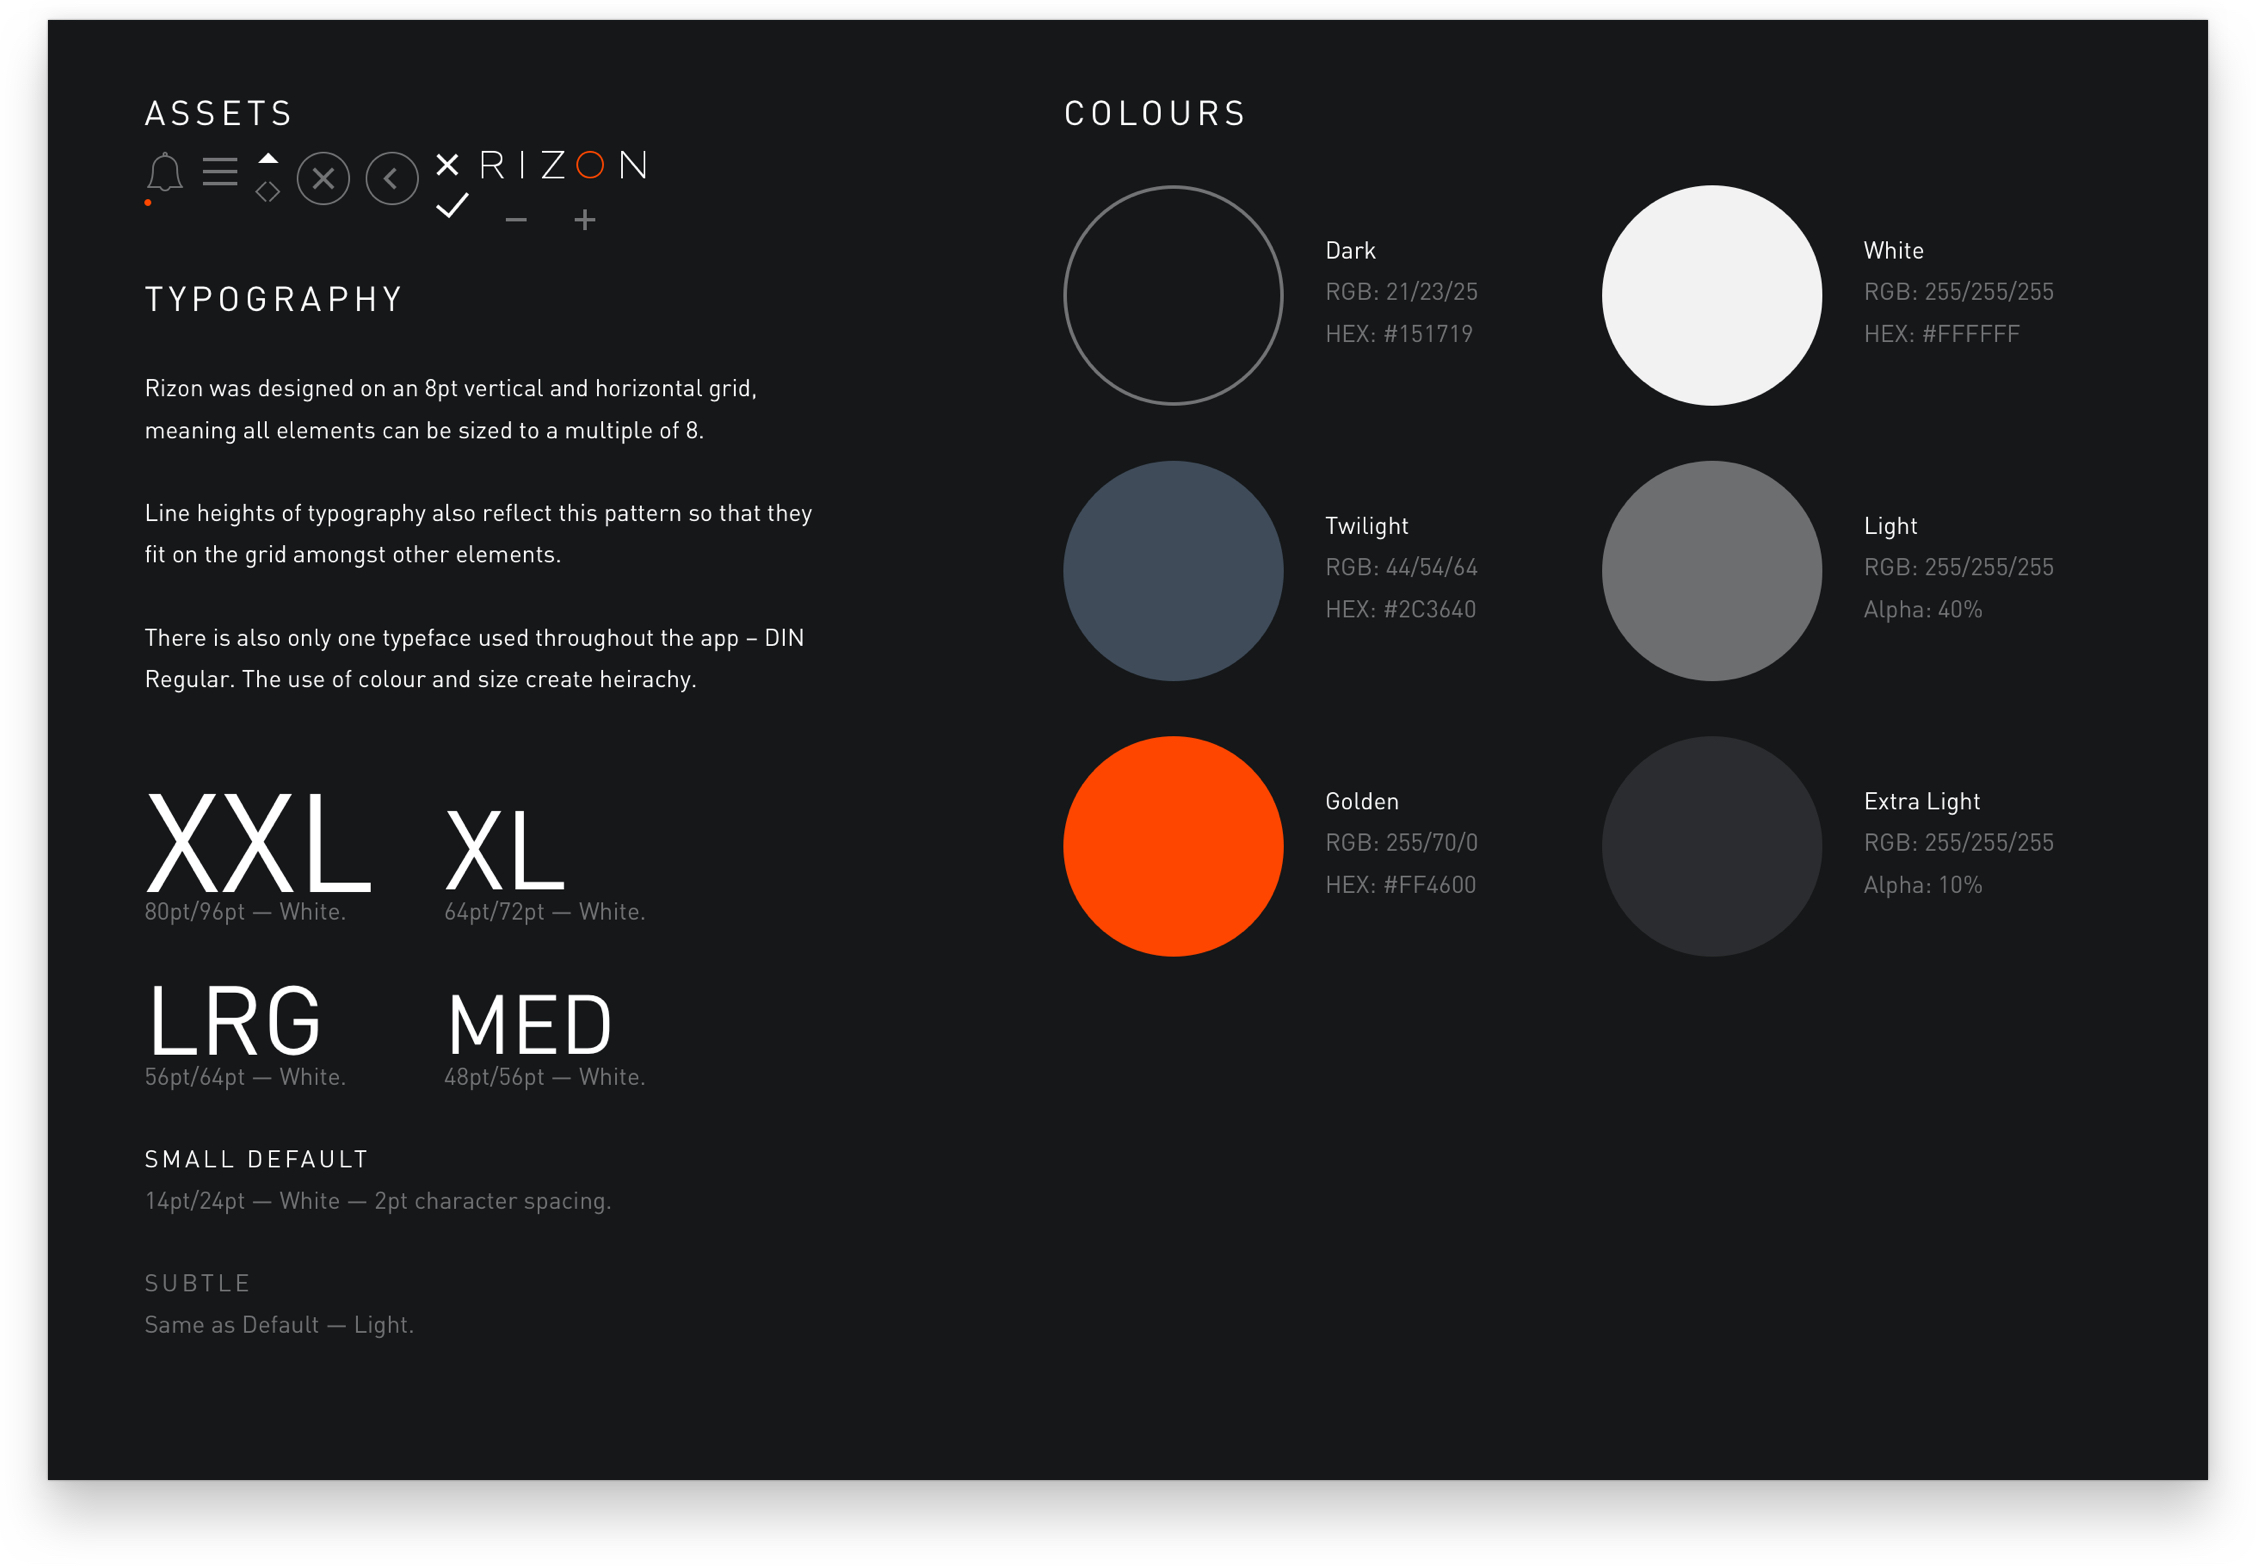 ASSETS
RIZON
TYPOGRAPHY
Rizon was designed on an 8pt vertical and horizontal grid,
meaning all elements can be sized to a multiple of 8.
Line heights of typography also reflect this pattern so that they
fit on the grid amongst other elements.
There is also only one typeface used throughout the app – DIN
Regular. The use of colour and size create heirachy.
XXL
80pt/96pt — White.
XL
64pt/72pt — White.
LRG
56pt/64pt — White.
MED
48pt/56pt — White.
SMALL DEFAULT
14pt/24pt — White — 2pt character spacing.
SUBTLE
Same as Default — Light.
COLOURS
Dark
RGB: 21/23/25
HEX: #151719
White
RGB: 255/255/255
HEX: #FFFFFF
Twilight
RGB: 44/54/64
HEX: #2C3640
Light
RGB: 255/255/255
Alpha: 40%
Golden
RGB: 255/70/0
HEX: #FF4600
Extra Light
RGB: 255/255/255
Alpha: 10%